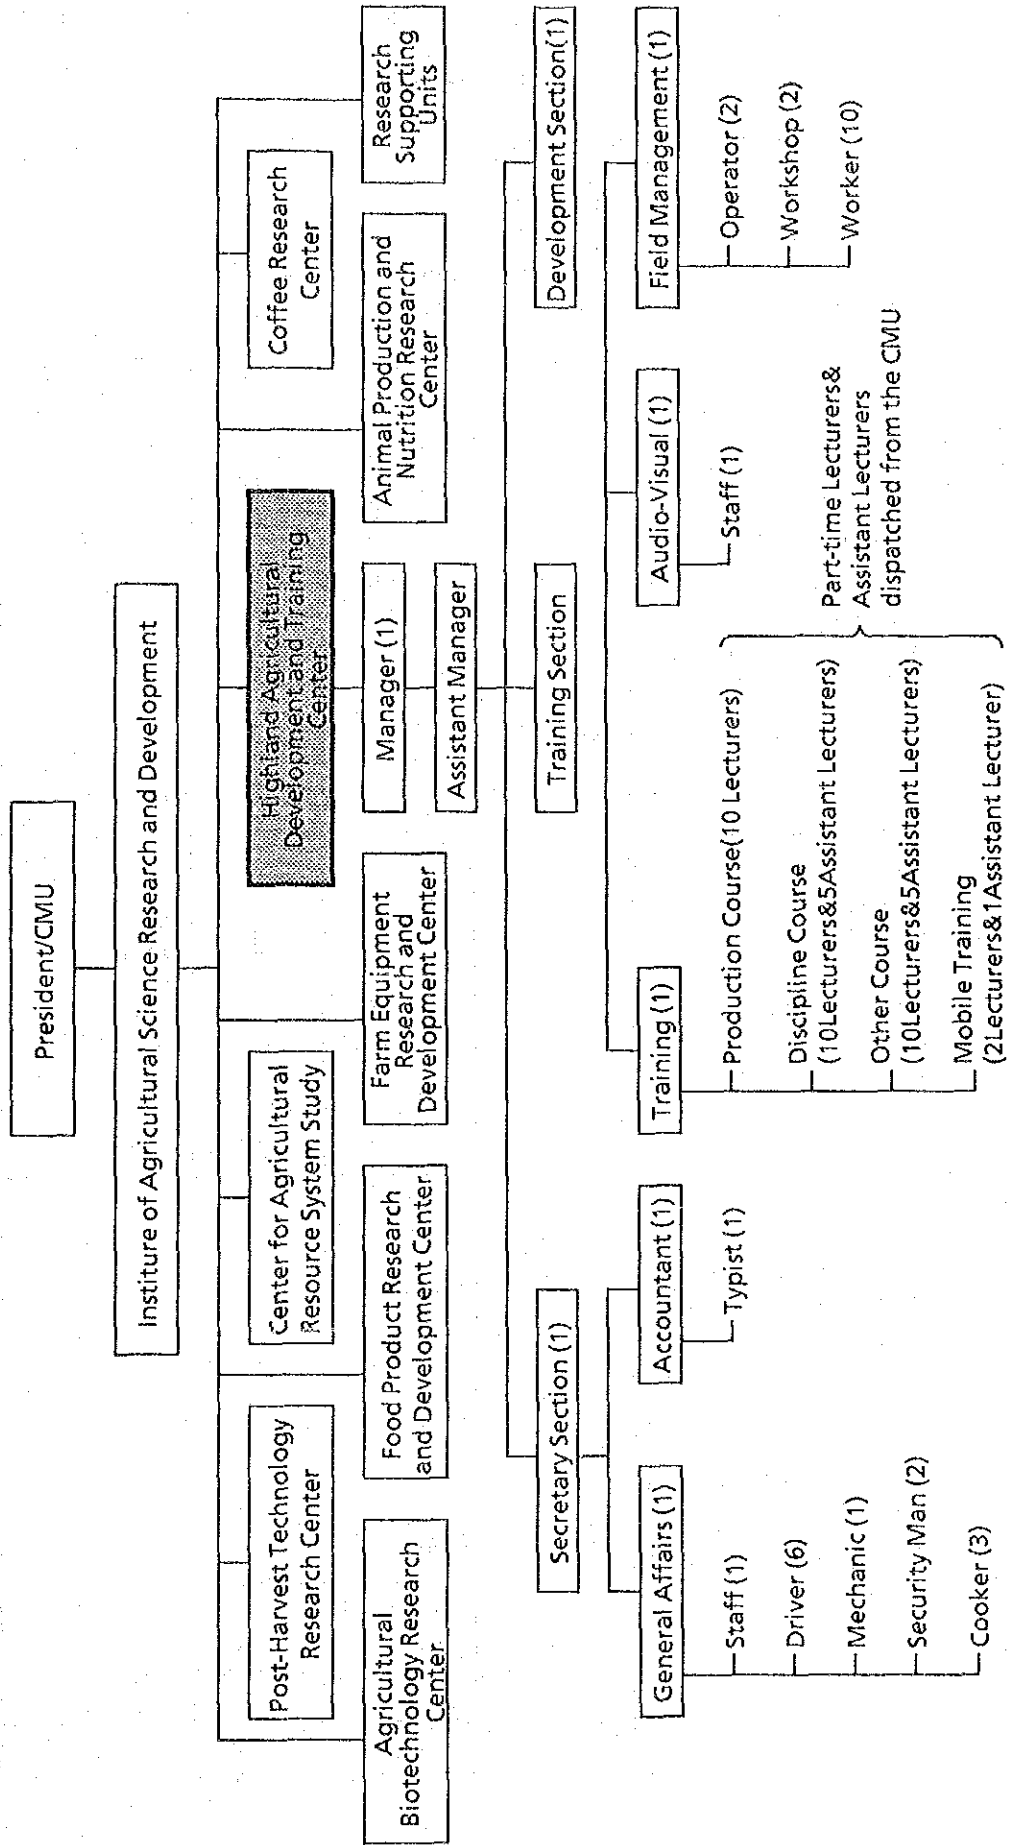 President/CMU
Institure of Agricultural Science Research and Development
Post-Harvest Technology
Research Center
Center for Agricultural
Resource System Study
Highland Agricultural
Development and Training
Center
Coffee Research
Center
Agricultural
Biotechnology Research
Center
Food Product Research
and Development Center
Farm Equipment
Research and
Development Center
Manager (1)
Animal Production and
Nutrition Research
Center
Research
Supporting
Units
Assistant Manager
Secretary Section (1)
Training Section
Development Section(1)
General Affairs (1)
Accountant (1)
Training (1)
Audio-Visual (1)
Field Management (1)
Staff (1)
Driver (6)
Mechanic (1)
Security Man (2)
Cooker (3)
Typist (1)
Production Course(10 Lecturers)
Discipline Course
(10Lecturers&5Assistant Lecturers)
Other Course
(10Lecturers&5Assistant Lecturers)
Mobile Training
(2Lecturers&1Assistant Lecturer)
Part-time Lecturers&
Assistant Lecturers
dispatched from the CMU
Staff (1)
Operator (2)
Workshop (2)
Worker (10)